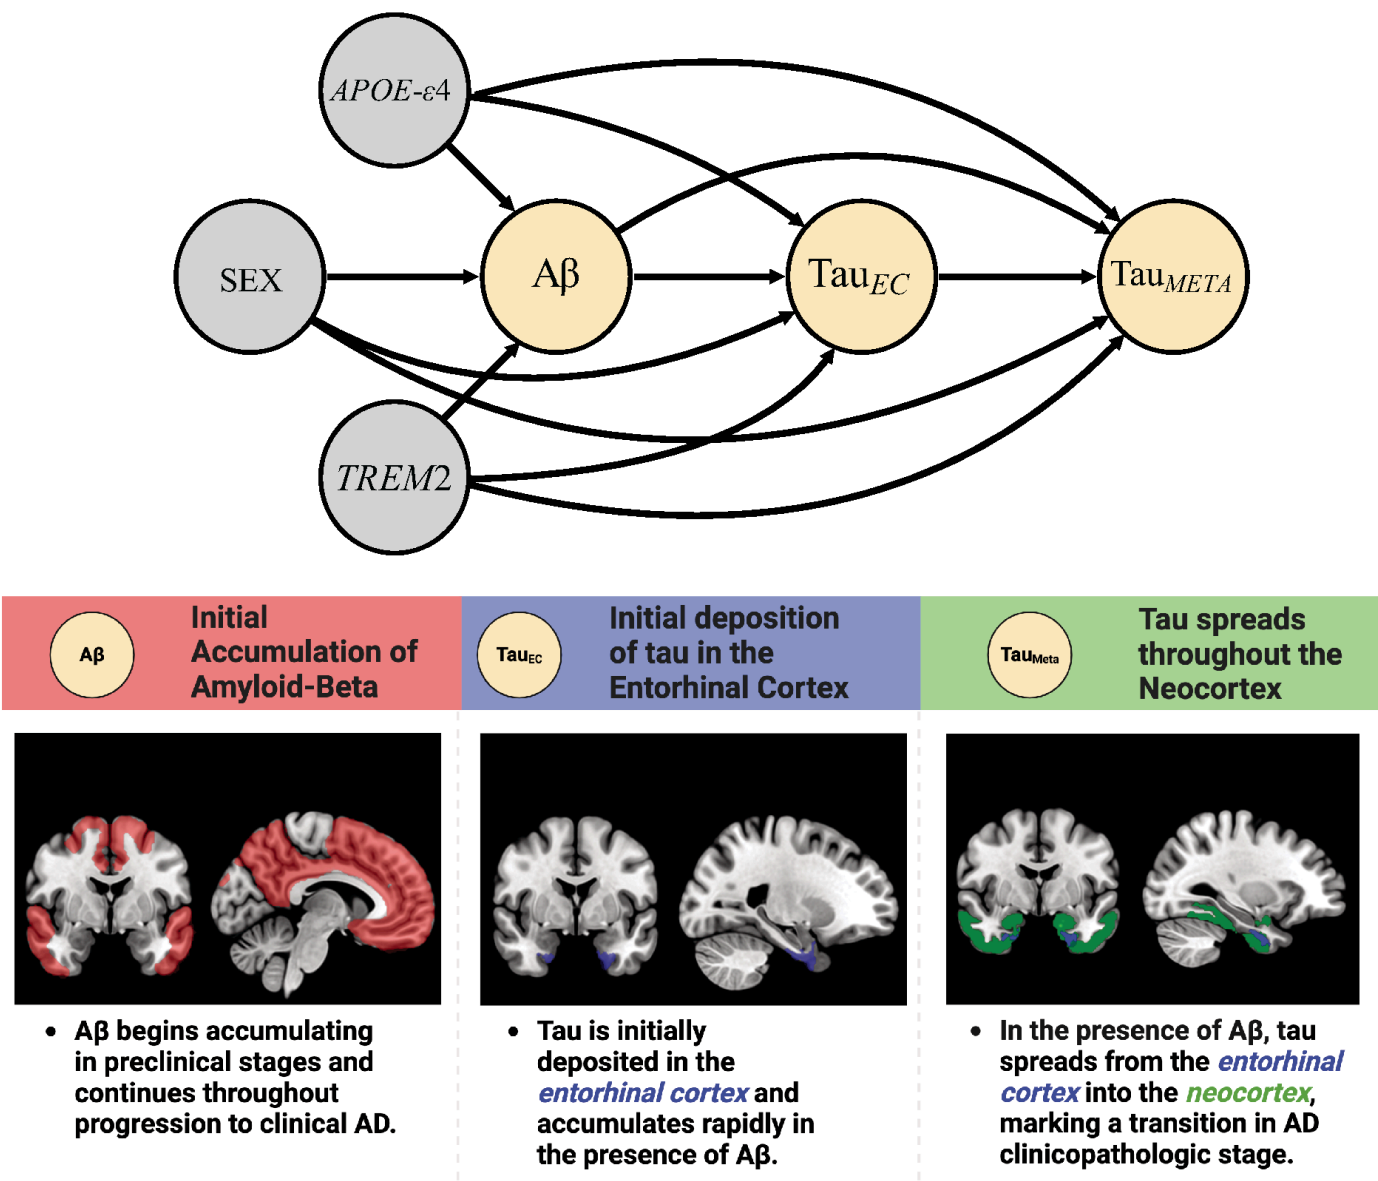 APOE-ε4
SEX
Aβ
TauEC
TauMETA
TREM2
Aβ
Initial
Accumulation of
Amyloid-Beta
TauEC
Initial deposition
of tau in the
Entorhinal Cortex
TauMeta
Tau spreads
throughout the
Neocortex
• Aβ begins accumulating
in preclinical stages and
continues throughout
progression to clinical AD.
• Tau is initially
deposited in the
entorhinal cortex and
accumulates rapidly in
the presence of Aβ.
• In the presence of Aβ, tau
spreads from the entorhinal
cortex into the neocortex,
marking a transition in AD
clinicopathologic stage.